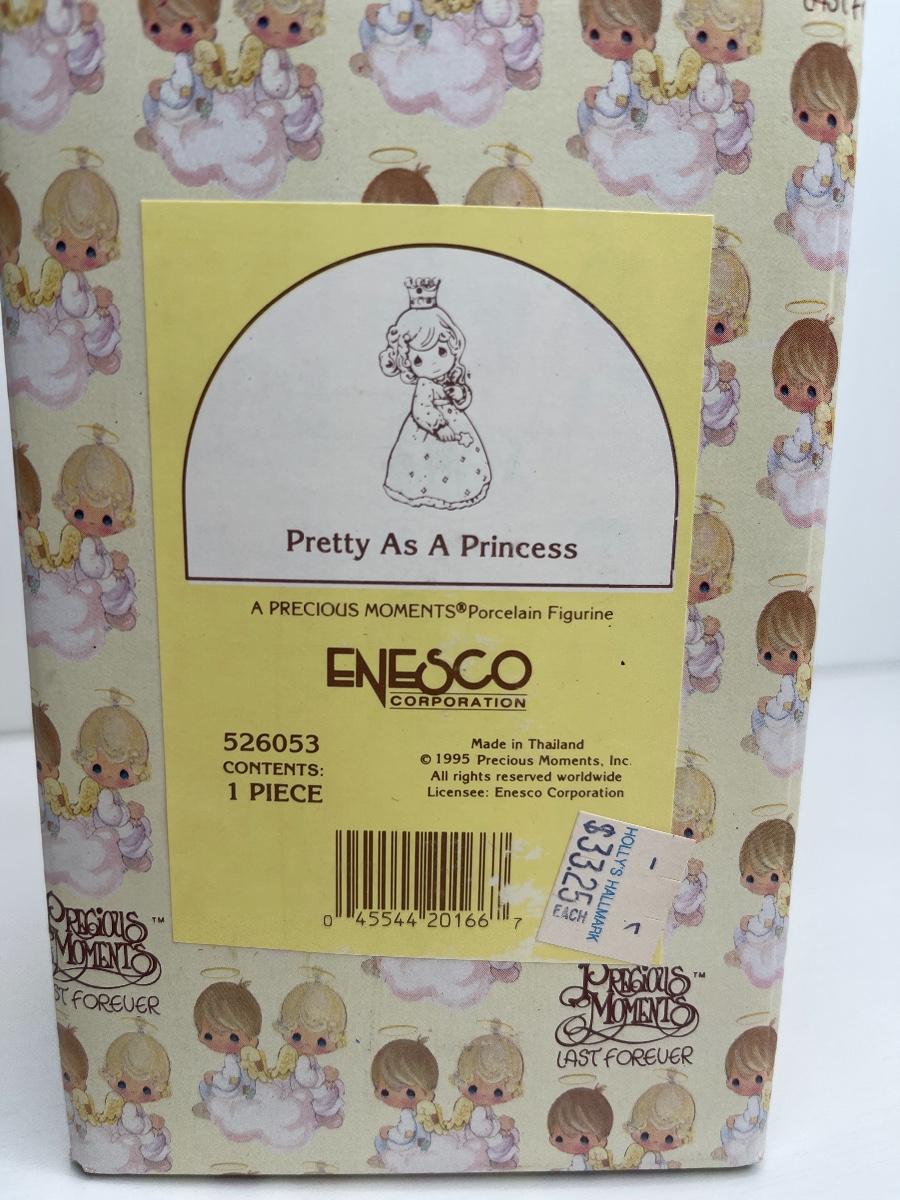 Pretty As A Princess
A PRECIOUS MOMENTS® Porcelain Figurine
ENESCO
CORPORATION
526053
CONTENTS:
1 PIECE
Made in Thailand
© 1995 Precious Moments, Inc.
All rights reserved worldwide
Licensee: Enesco Corporation
0 45544 20166 7
HOLLY'S HALLMARK
$33.25
EACH
PRECIOUS
MOMENTS™
ST FOREVER
PRECIOUS
MOMENTS™
LAST FOREVER